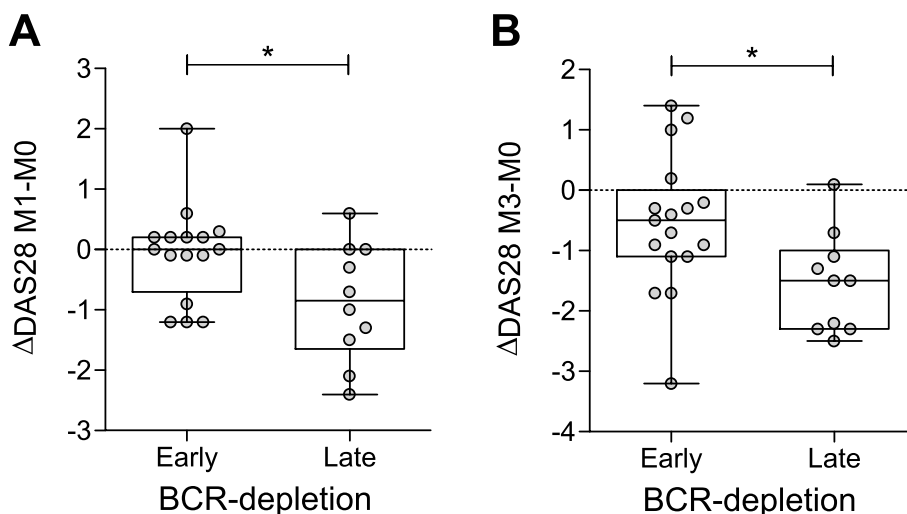 A
*
3
2
1
0
-1
-2
-3
ΔDAS28 M1-M0
Early
Late
BCR-depletion
B
*
2
1
0
-1
-2
-3
-4
ΔDAS28 M3-M0
Early
Late
BCR-depletion